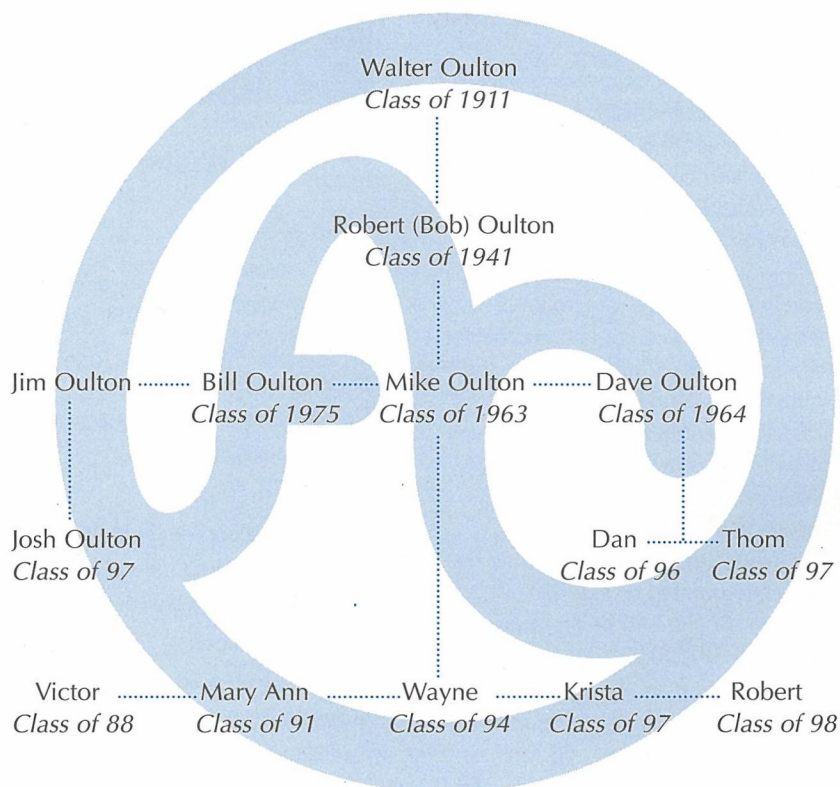 Walter Oulton
Class of 1911
Robert (Bob) Oulton
Class of 1941
Jim Oulton Bill Oulton Mike Oulton Dave Oulton
Class of 1975 Class of 1963 Class of 1964
Josh Oulton Dan Thom
Class of 97 Class of 96 Class of 97
Victor Mary Ann Wayne Krista Robert
Class of 88 Class of 91 Class of 94 Class of 97 Class of 98